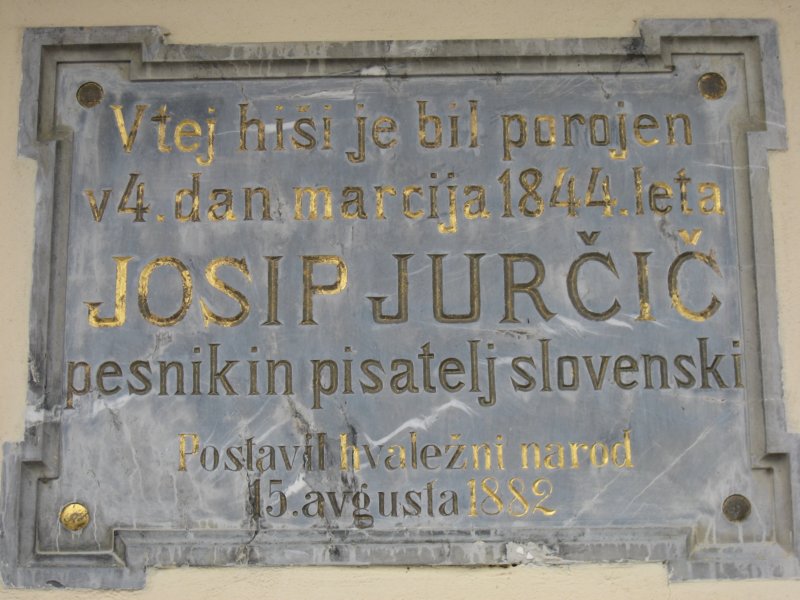 Vtej hiši je bil porojen
v 4. dan marcija 1844. leta
JOSIP JURČIČ
pesnik in pisatelj slovenski
Postavil hvaležni narod
15. avgusta 1882